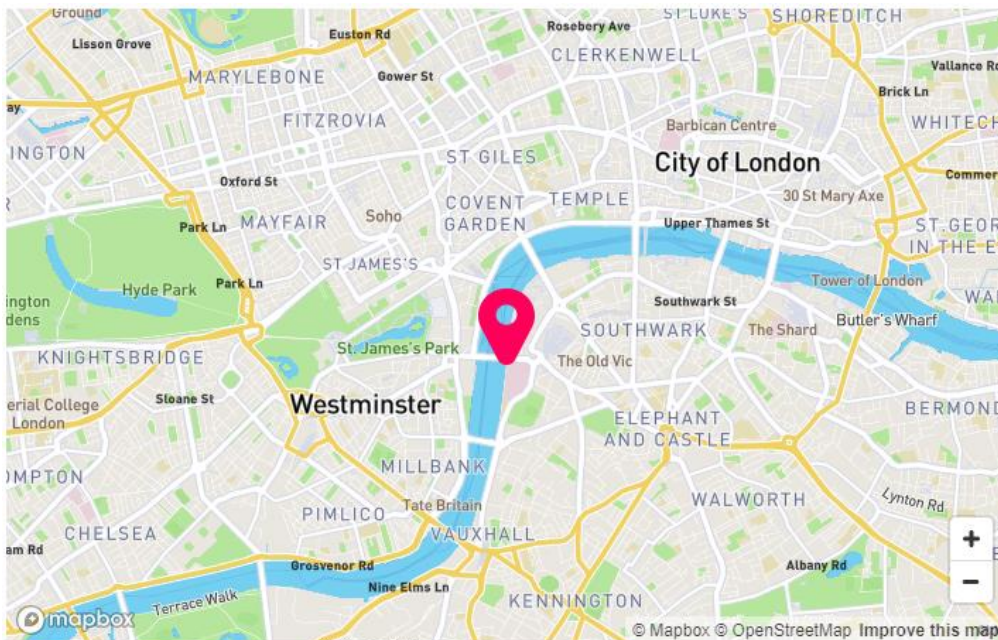 Ground
Lisson Grove
Euston Rd
Rosebery Ave
ST LUKE'S
SHOREDITCH
MARYLEBONE
Gower St
CLERKENWELL
Vallance Rd
Brick Ln
FITZROVIA
Barbican Centre
WHITECH
INGTON
ST GILES
City of London
Commer
Oxford St
COVENT
GARDEN
TEMPLE
30 St Mary Axe
Park Ln
MAYFAIR
Soho
Upper Thames St
ST.GEOR
IN THE E
ST JAMES'S
Hyde Park
Park Ln
Tower of London
ington
dens
Southwark St
WA
St. James's Park
SOUTHWARK
The Shard
Butler's Wharf
KNIGHTSBRIDGE
The Old Vic
erial College
London
Sloane St
Westminster
ELEPHANT
AND CASTLE
BERMOND
MILLBANK
OMPTON
Tate Britain
WALWORTH
Lynton Rd
PIMLICO
CHELSEA
VAUXHALL
am Rd
Grosvenor Rd
Albany Rd
Nine Elms Ln
Terrace Walk
KENNINGTON
+
−
mapbox
© Mapbox © OpenStreetMap Improve this map